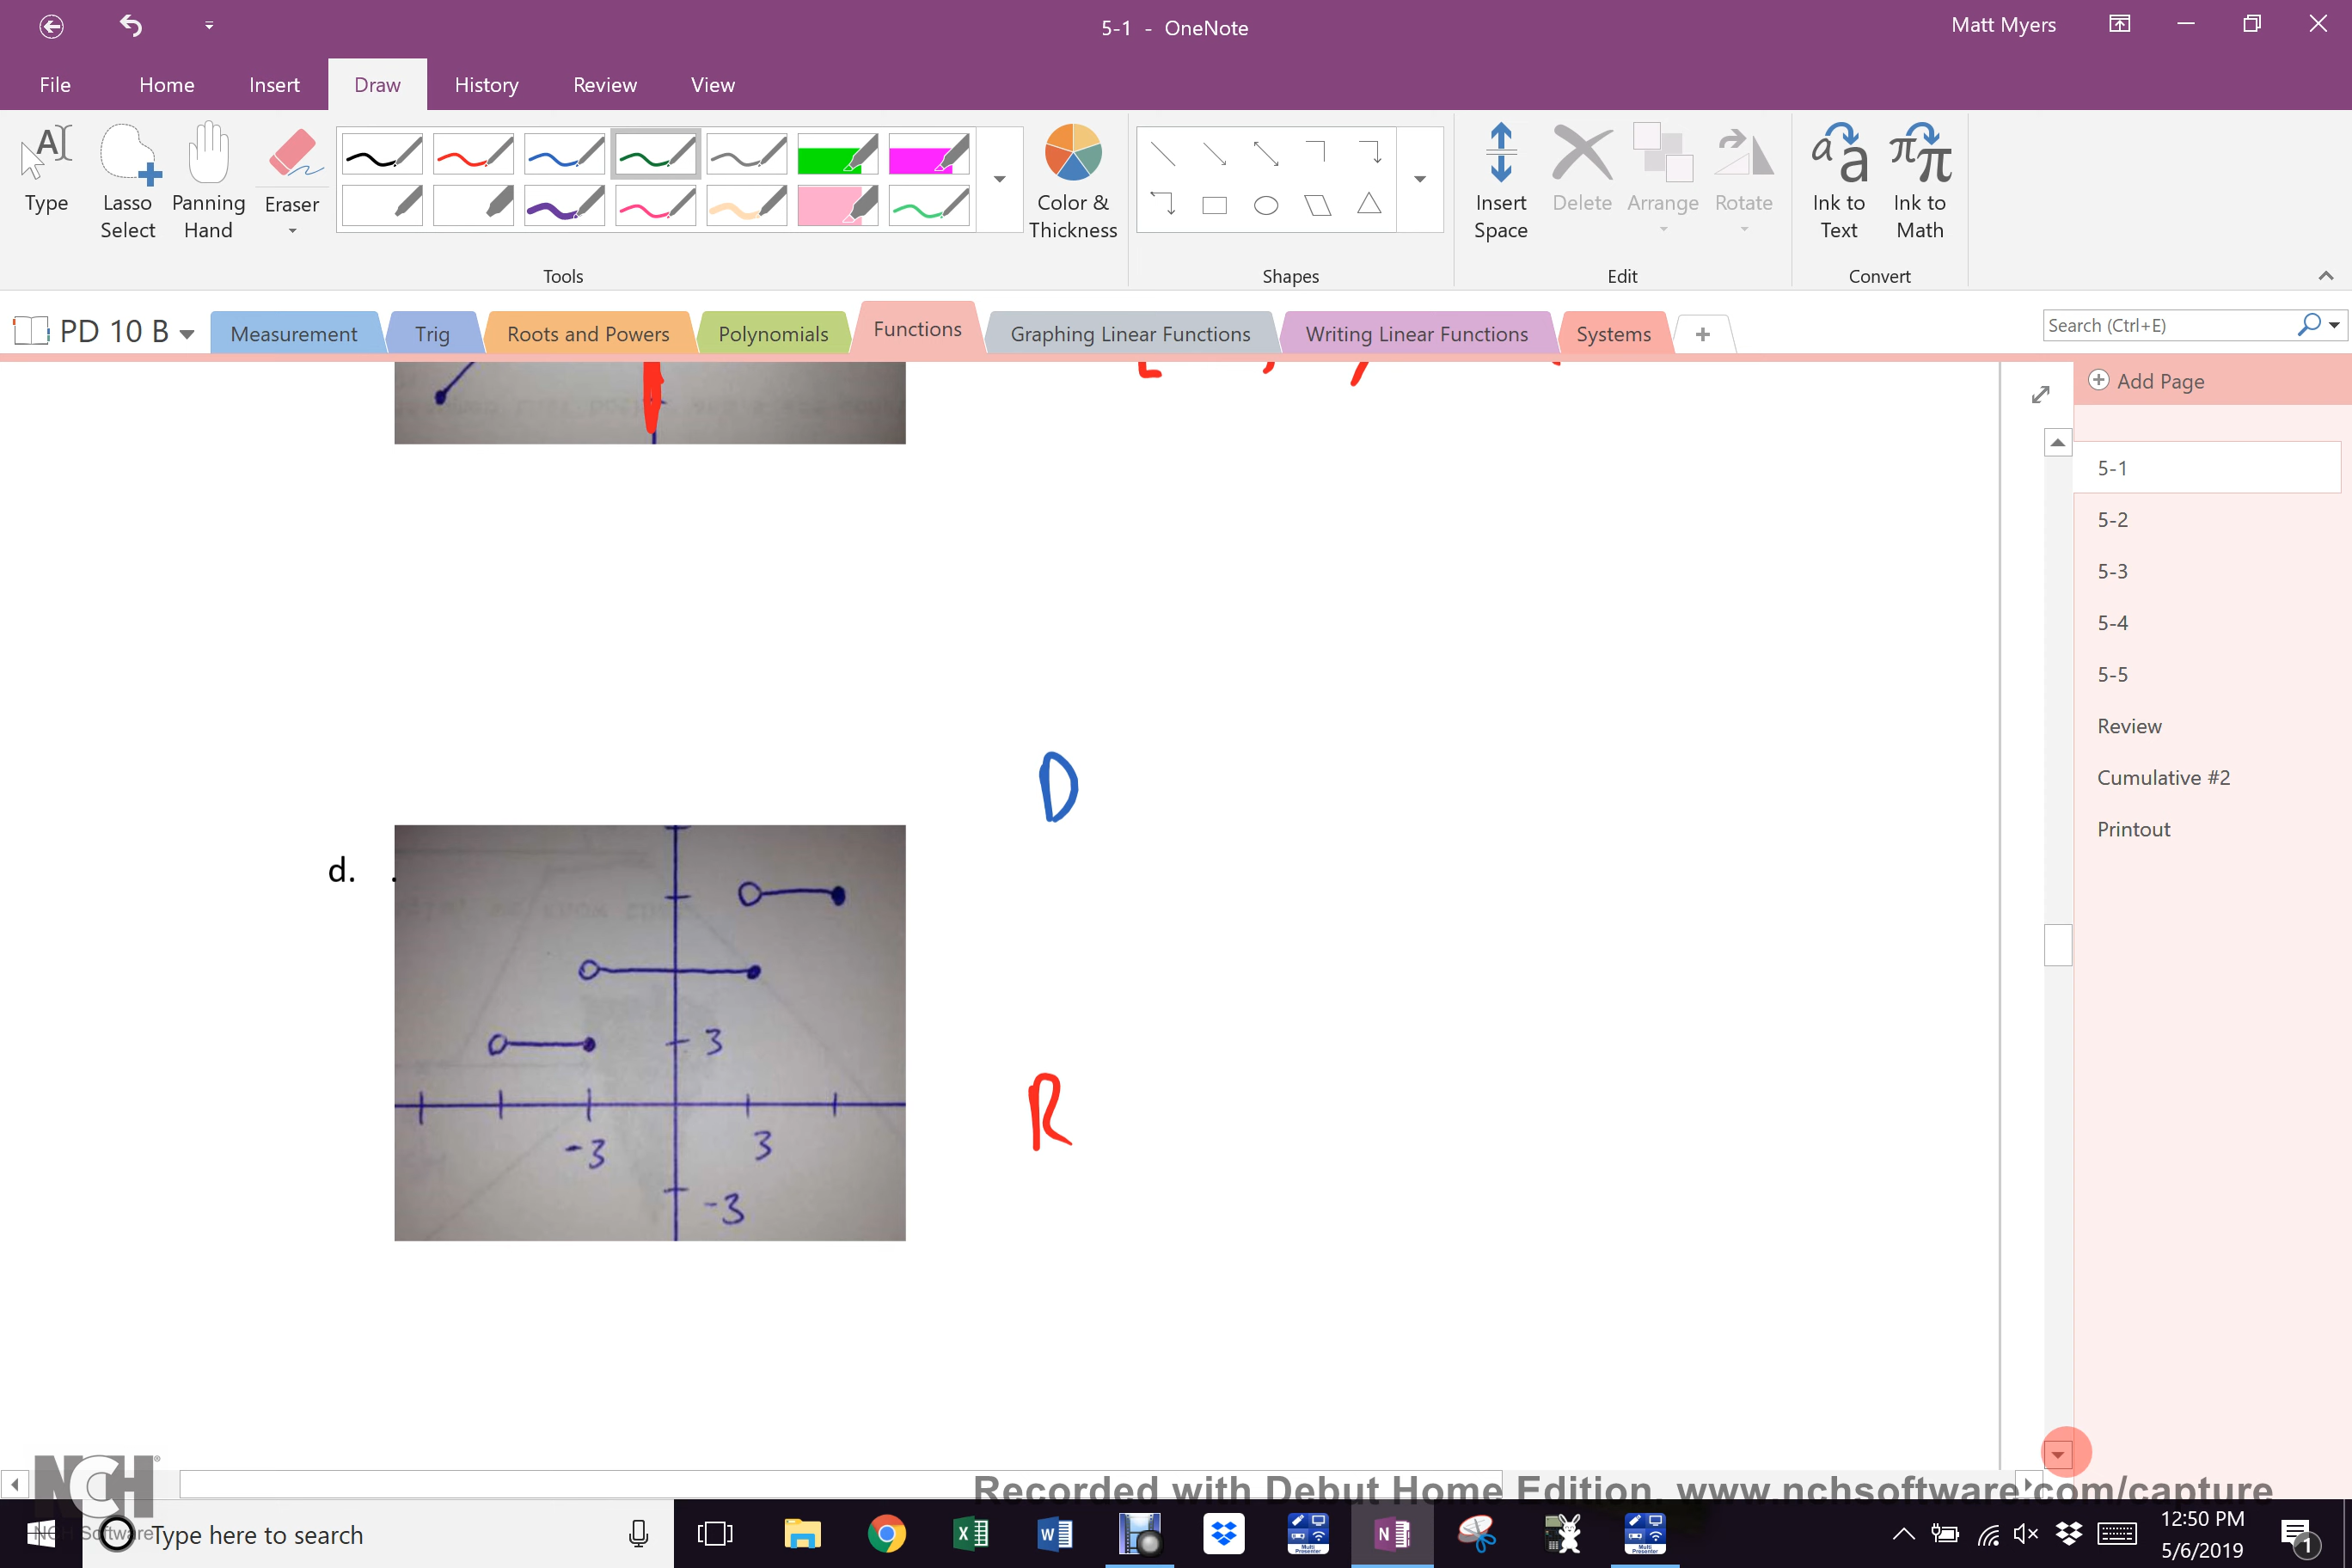 5-1 - OneNote
Matt Myers
File Home Insert Draw History Review View
Type
Lasso Select
Panning Hand
Eraser
Color & Thickness
Insert Space
Delete
Arrange
Rotate
Ink to Text
Ink to Math
Tools
Shapes
Edit
Convert
PD 10 B
Measurement Trig Roots and Powers Polynomials Functions Graphing Linear Functions Writing Linear Functions Systems +
Search (Ctrl+E)
Add Page
5-1
5-2
5-3
5-4
5-5
Review
Cumulative #2
Printout
D
d. .
3
-3 3
-3
R
NCH®
NCH Software
Recorded with Debut Home Edition. www.nchsoftware.com/capture
Type here to search
12:50 PM
5/6/2019
1